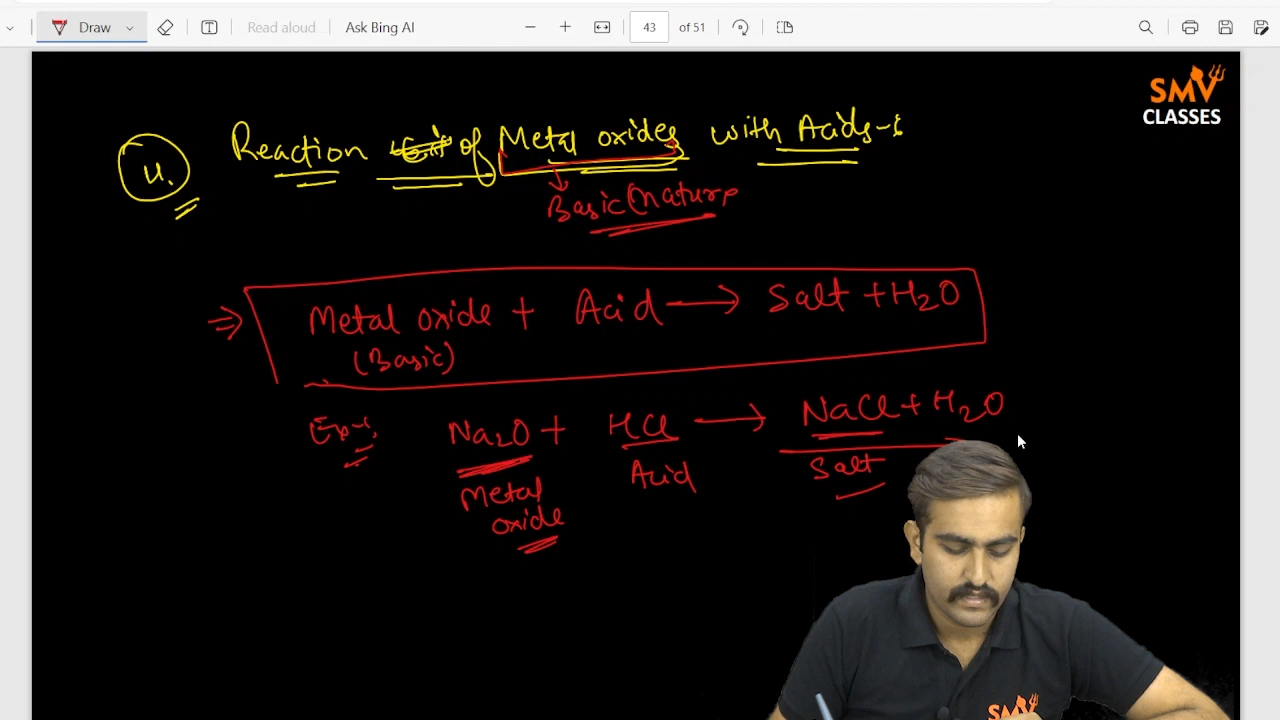 Draw
Read aloud
Ask Bing AI
43 of 51
SMV
CLASSES
4. Reaction of Metal oxides with Acids-:
Basic (nature
⇒ Metal oxide + Acid → Salt + H2O
(Basic)
Ex-:
Na2O + HCl → NaCl + H2O
Metal oxide
Acid
Salt
SMV